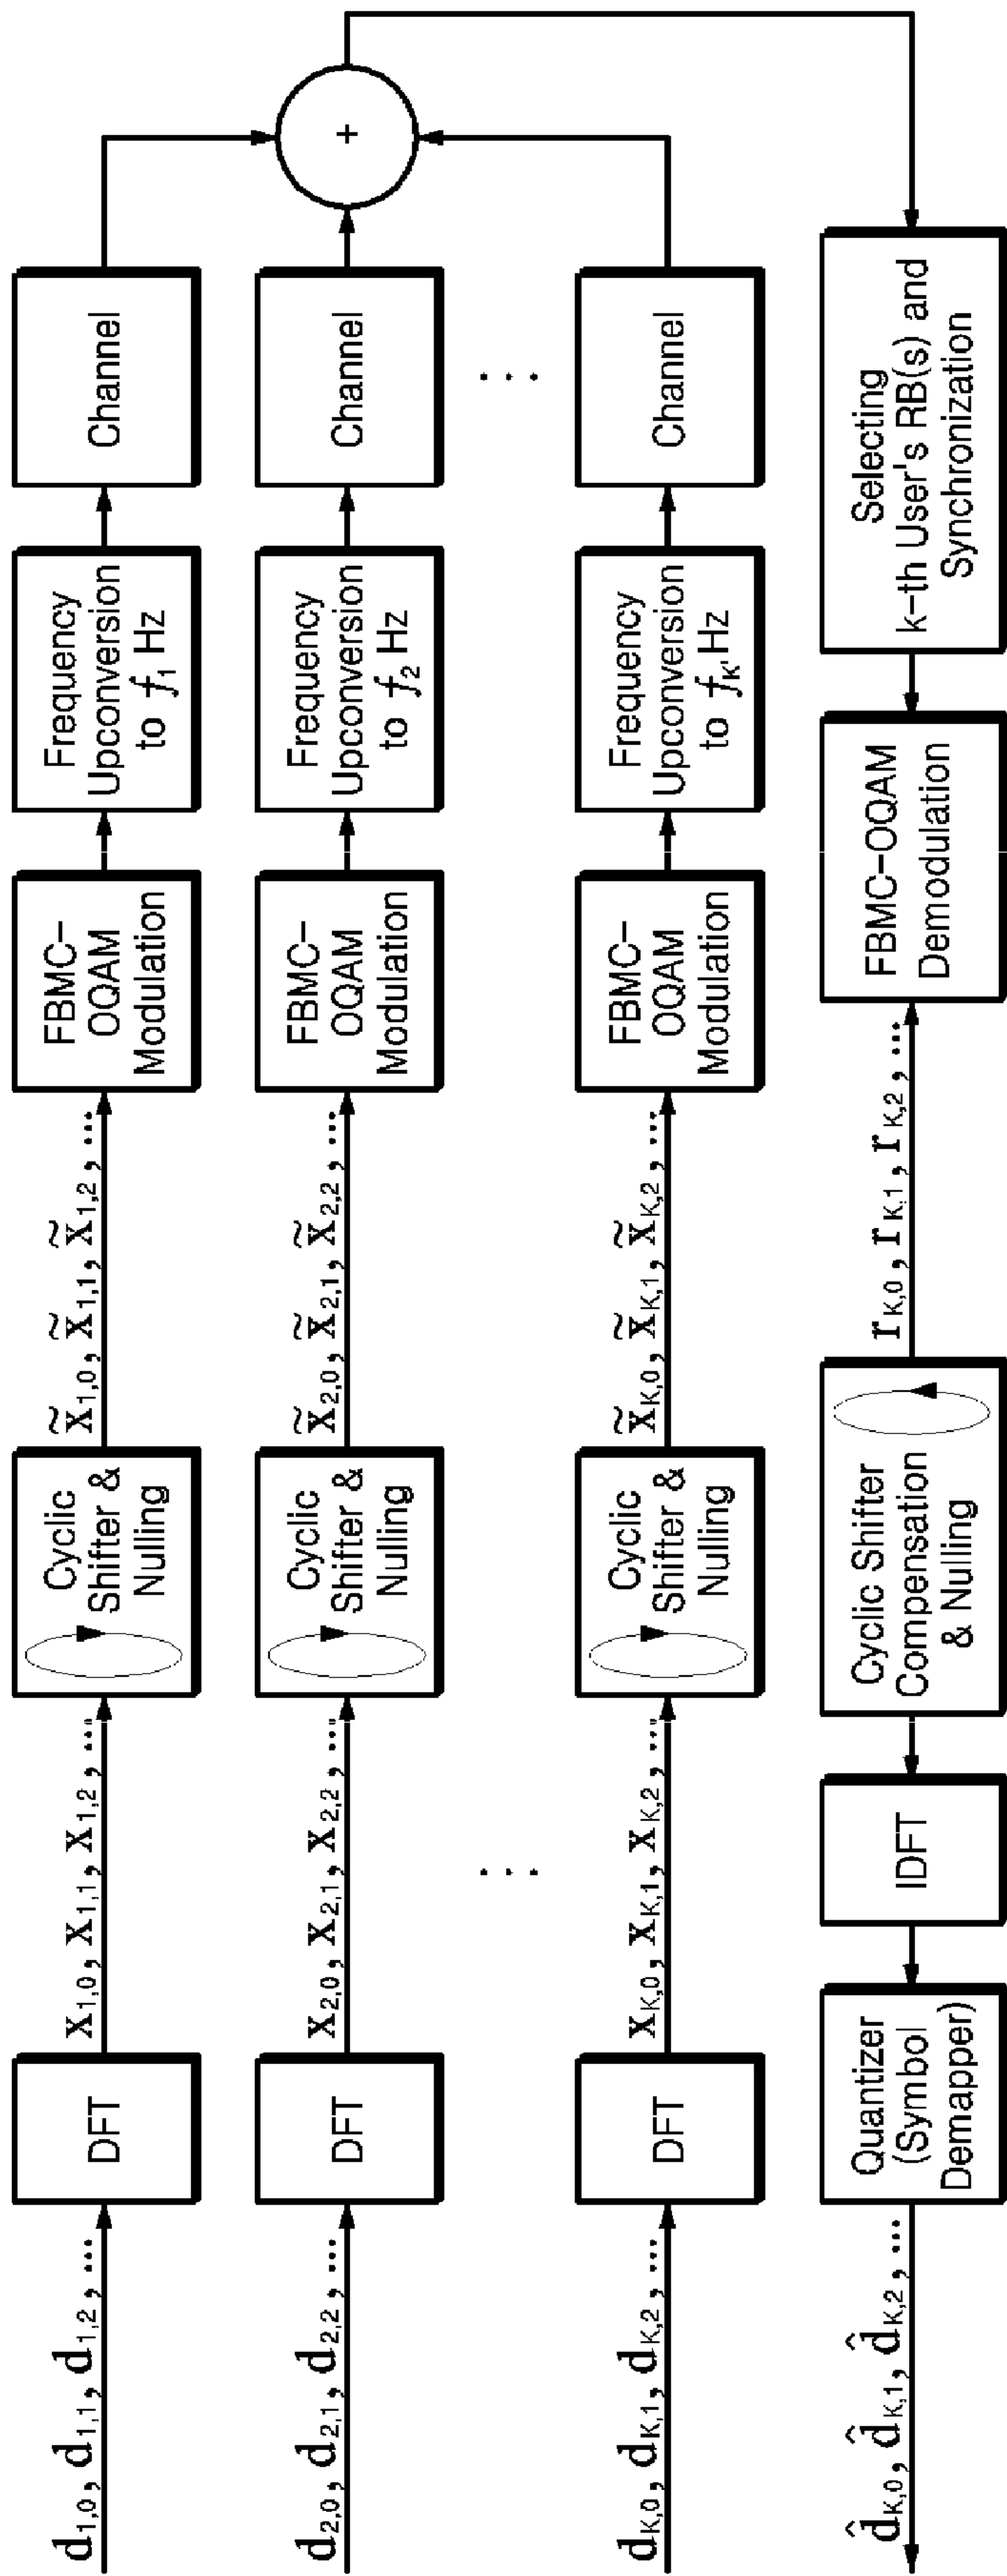 d1,0, d1,1, d1,2, ...
DFT
x1,0, x1,1, x1,2, ...
Cyclic
Shifter &
Nulling
x̃1,0, x̃1,1, x̃1,2, ...
FBMC-
OQAM
Modulation
Frequency
Upconversion
to f1 Hz
Channel
d2,0, d2,1, d2,2, ...
DFT
x2,0, x2,1, x2,2, ...
Cyclic
Shifter &
Nulling
x̃2,0, x̃2,1, x̃2,2, ...
FBMC-
OQAM
Modulation
Frequency
Upconversion
to f2 Hz
Channel
+
...
...
dK,0, dK,1, dK,2, ...
DFT
xK,0, xK,1, xK,2, ...
Cyclic
Shifter &
Nulling
x̃K,0, x̃K,1, x̃K,2, ...
FBMC-
OQAM
Modulation
Frequency
Upconversion
to fK' Hz
Channel
d̂K,0, d̂K,1, d̂K,2, ...
Quantizer
(Symbol
Demapper)
IDFT
Cyclic Shifter
Compensation
& Nulling
rK,0, rK,1, rK,2, ...
FBMC-OQAM
Demodulation
Selecting
k-th User's RB(s) and
Synchronization